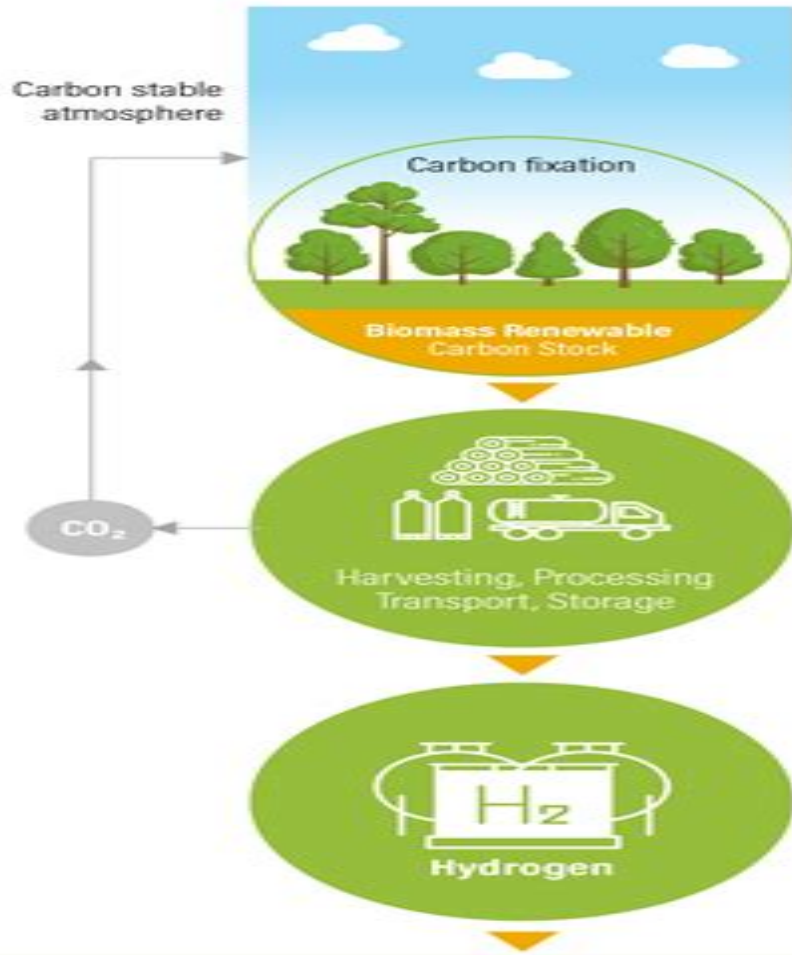 Carbon stable
atmosphere
Carbon fixation
Biomass Renewable
Carbon Stock
CO₂
Harvesting, Processing
Transport, Storage
H₂
Hydrogen